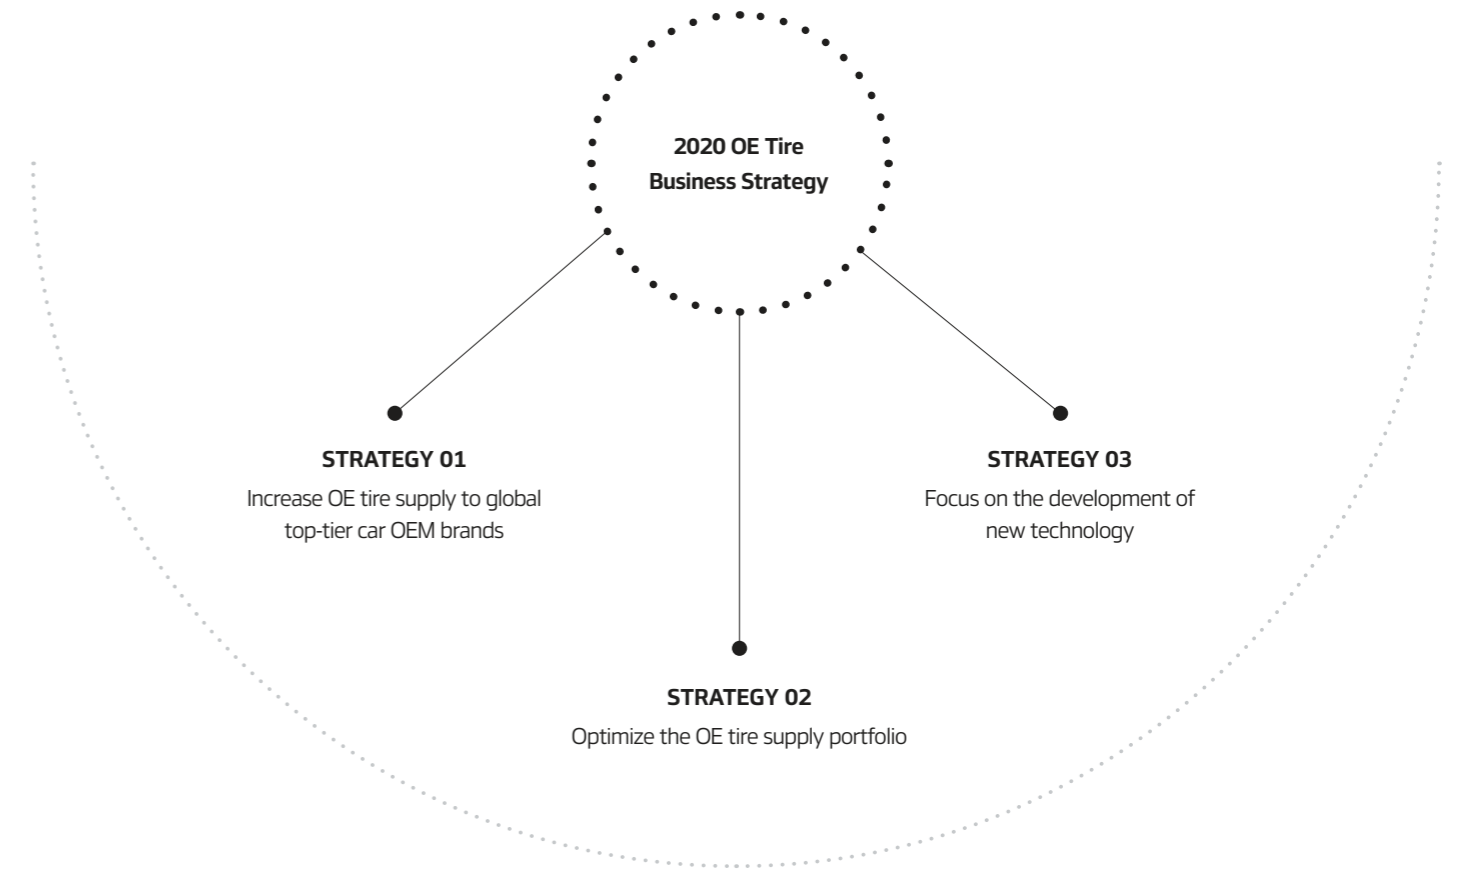 2020 OE Tire
Business Strategy
STRATEGY 01
Increase OE tire supply to global
top-tier car OEM brands
STRATEGY 02
Optimize the OE tire supply portfolio
STRATEGY 03
Focus on the development of
new technology